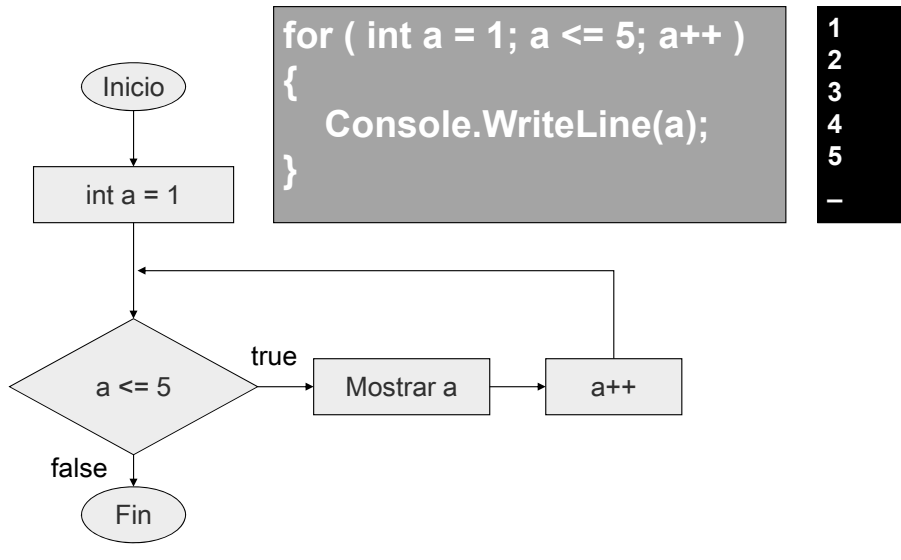 for ( int a = 1; a <= 5; a++ )
{
Console.WriteLine(a);
}
1
2
3
4
5
_
Inicio
int a = 1
a <= 5
true
Mostrar a
a++
false
Fin